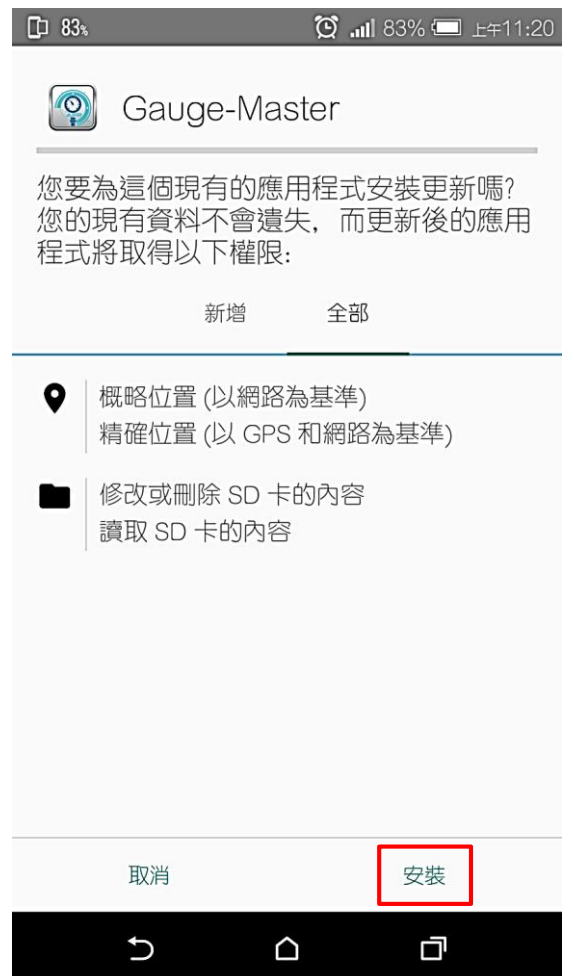 83%
83% 上午11:20
Gauge-Master
您要為這個現有的應用程式安裝更新嗎?
您的現有資料不會遺失，而更新後的應用
程式將取得以下權限:
新增 全部
概略位置 (以網路為基準)
精確位置 (以 GPS 和網路為基準)
修改或刪除 SD 卡的內容
讀取 SD 卡的內容
取消 安裝